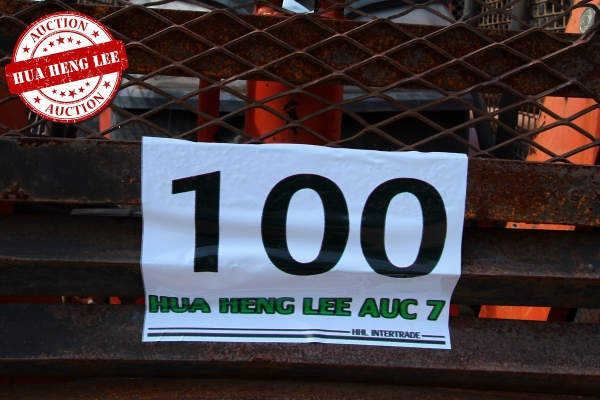 AUCTION
HUA HENG LEE
AUCTION
100
HUA HENG LEE AUC 7
HHL INTERTRADE